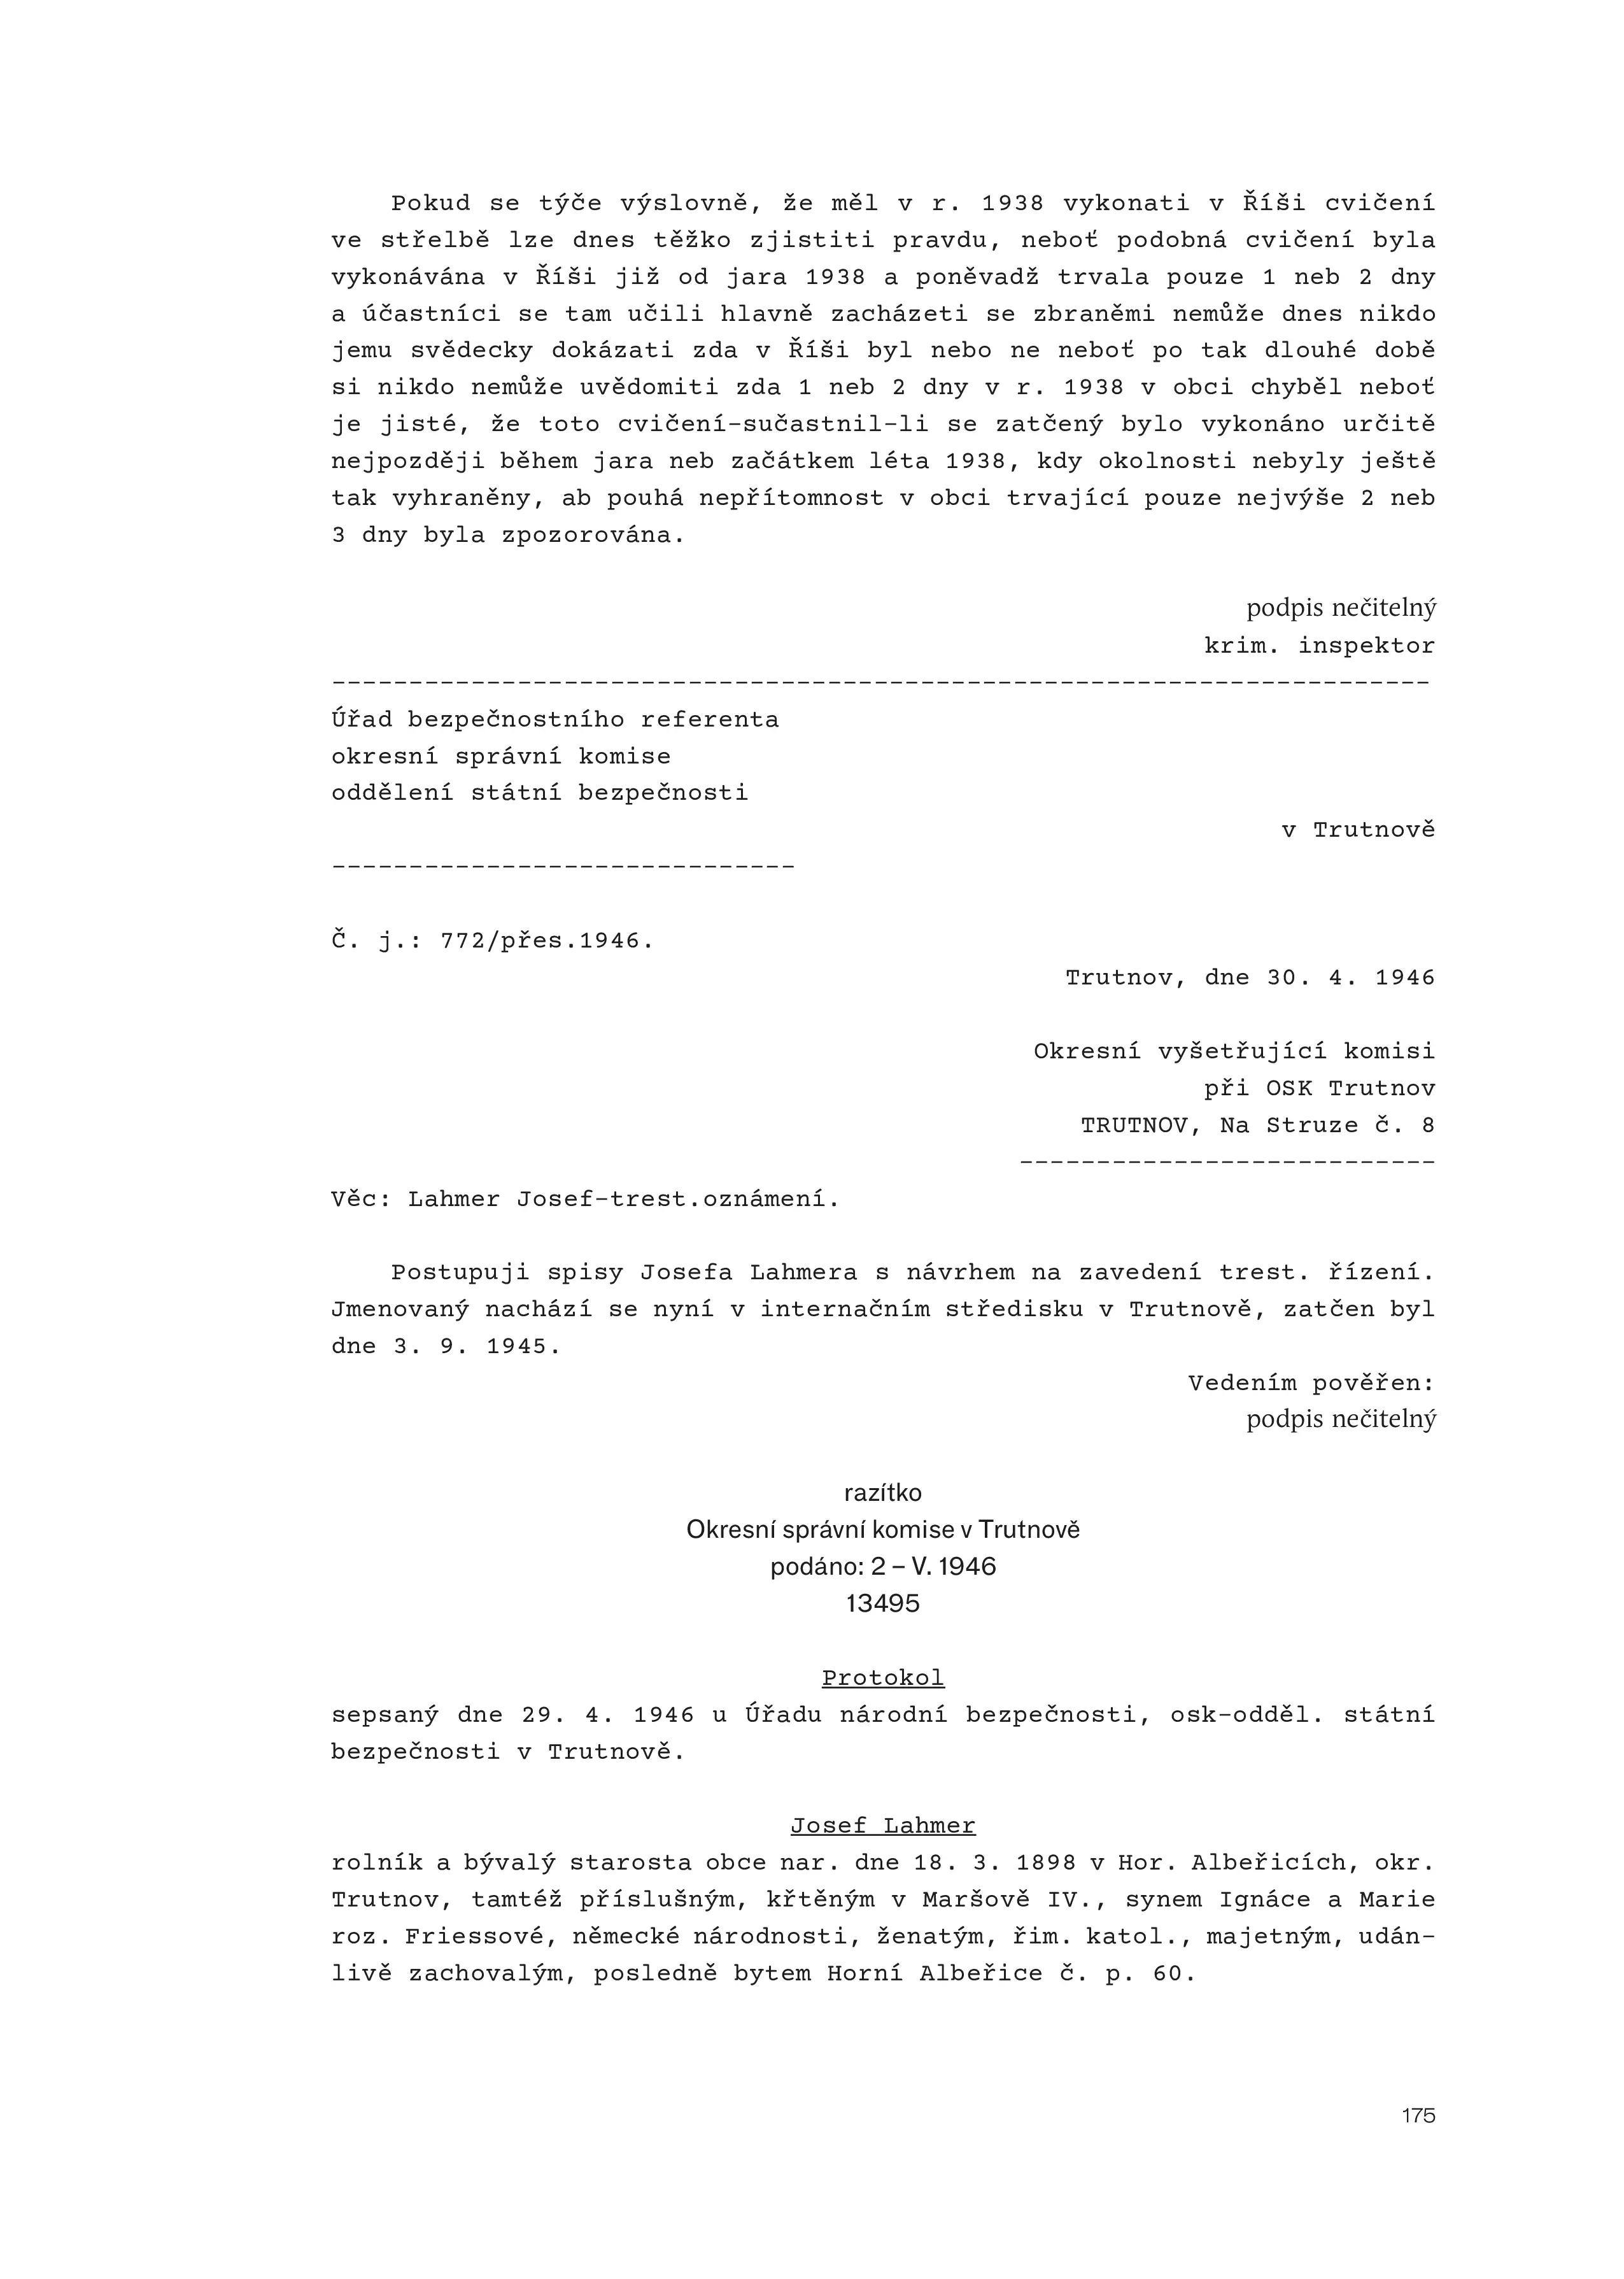 Pokud se týče výslovně, že měl v r. 1938 vykonati v Říši cvičení
ve střelbě lze dnes těžko zjistiti pravdu, neboť podobná cvičení byla
vykonávána v Říši již od jara 1938 a poněvadž trvala pouze 1 neb 2 dny
a účastníci se tam učili hlavně zacházeti se zbraněmi nemůže dnes nikdo
jemu svědecky dokázati zda v Říši byl nebo ne neboť po tak dlouhé době
si nikdo nemůže uvědomiti zda 1 neb 2 dny v r. 1938 v obci chyběl neboť
je jisté, že toto cvičení-sučastnil-li se zatčený bylo vykonáno určitě
nejpozději během jara neb začátkem léta 1938, kdy okolnosti nebyly ještě
tak vyhraněny, ab pouhá nepřítomnost v obci trvající pouze nejvýše 2 neb
3 dny byla zpozorována.
podpis nečitelný
krim. inspektor
-----------------------------------------------------------------------
Úřad bezpečnostního referenta
okresní správní komise
oddělení státní bezpečnosti
v Trutnově
------------------------------
Č. j.: 772/přes.1946.
Trutnov, dne 30. 4. 1946
Okresní vyšetřující komisi
při OSK Trutnov
TRUTNOV, Na Struze č. 8
---------------------------
Věc: Lahmer Josef-trest.oznámení.
Postupuji spisy Josefa Lahmera s návrhem na zavedení trest. řízení.
Jmenovaný nachází se nyní v internačním středisku v Trutnově, zatčen byl
dne 3. 9. 1945.
Vedením pověřen:
podpis nečitelný
razítko
Okresní správní komise v Trutnově
podáno: 2 – V. 1946
13495
Protokol
sepsaný dne 29. 4. 1946 u Úřadu národní bezpečnosti, osk-odděl. státní
bezpečnosti v Trutnově.
Josef Lahmer
rolník a bývalý starosta obce nar. dne 18. 3. 1898 v Hor. Albeřicích, okr.
Trutnov, tamtéž příslušným, křtěným v Maršově IV., synem Ignáce a Marie
roz. Friessové, německé národnosti, ženatým, řim. katol., majetným, udán-
livě zachovalým, posledně bytem Horní Albeřice č. p. 60.
175